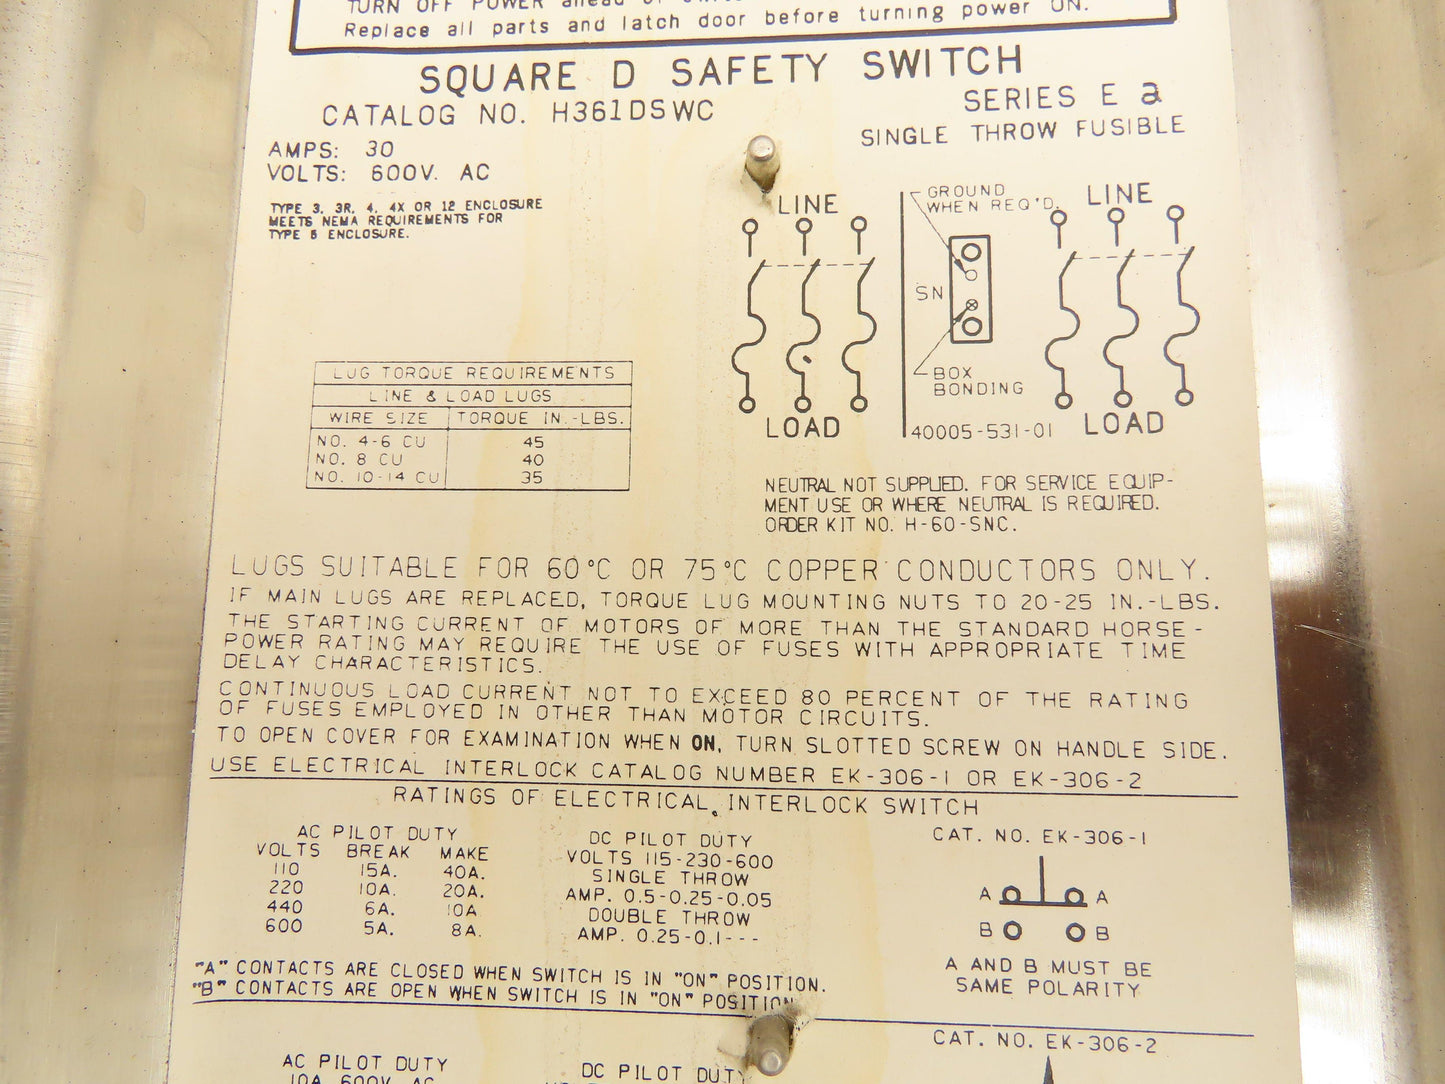 TURN OFF POWER ahead of
Replace all parts and latch door before turning power ON.
SQUARE D SAFETY SWITCH
CATALOG NO. H361DSWC
SERIES E a
SINGLE THROW FUSIBLE
AMPS: 30
VOLTS: 600V. AC
TYPE 3, 3R, 4, 4X OR 12 ENCLOSURE
MEETS NEMA REQUIREMENTS FOR
TYPE 5 ENCLOSURE.
LINE
LOAD
GROUND
WHEN REQ'D.
SN
BOX
BONDING
40005-531-01
LINE
LOAD
LUG TORQUE REQUIREMENTS
LINE & LOAD LUGS
WIRE SIZE TORQUE IN.-LBS.
NO. 4-6 CU 45
NO. 8 CU 40
NO. 10-14 CU 35
NEUTRAL NOT SUPPLIED. FOR SERVICE EQUIP-
MENT USE OR WHERE NEUTRAL IS REQUIRED.
ORDER KIT NO. H-60-SNC.
LUGS SUITABLE FOR 60°C OR 75°C COPPER CONDUCTORS ONLY.
IF MAIN LUGS ARE REPLACED, TORQUE LUG MOUNTING NUTS TO 20-25 IN.-LBS.
THE STARTING CURRENT OF MOTORS OF MORE THAN THE STANDARD HORSE-
POWER RATING MAY REQUIRE THE USE OF FUSES WITH APPROPRIATE TIME
DELAY CHARACTERISTICS.
CONTINUOUS LOAD CURRENT NOT TO EXCEED 80 PERCENT OF THE RATING
OF FUSES EMPLOYED IN OTHER THAN MOTOR CIRCUITS.
TO OPEN COVER FOR EXAMINATION WHEN ON, TURN SLOTTED SCREW ON HANDLE SIDE.
USE ELECTRICAL INTERLOCK CATALOG NUMBER EK-306-1 OR EK-306-2
RATINGS OF ELECTRICAL INTERLOCK SWITCH
AC PILOT DUTY
VOLTS BREAK MAKE
110 15A. 40A.
220 10A. 20A.
440 6A. 10A
600 5A. 8A.
DC PILOT DUTY
VOLTS 115-230-600
SINGLE THROW
AMP. 0.5-0.25-0.05
DOUBLE THROW
AMP. 0.25-0.1---
CAT. NO. EK-306-1
A A
B B
A AND B MUST BE
SAME POLARITY
"A" CONTACTS ARE CLOSED WHEN SWITCH IS IN "ON" POSITION.
"B" CONTACTS ARE OPEN WHEN SWITCH IS IN "ON" POSITION
AC PILOT DUTY
10A 600V. AC
DC PILOT DUTY
CAT. NO. EK-306-2